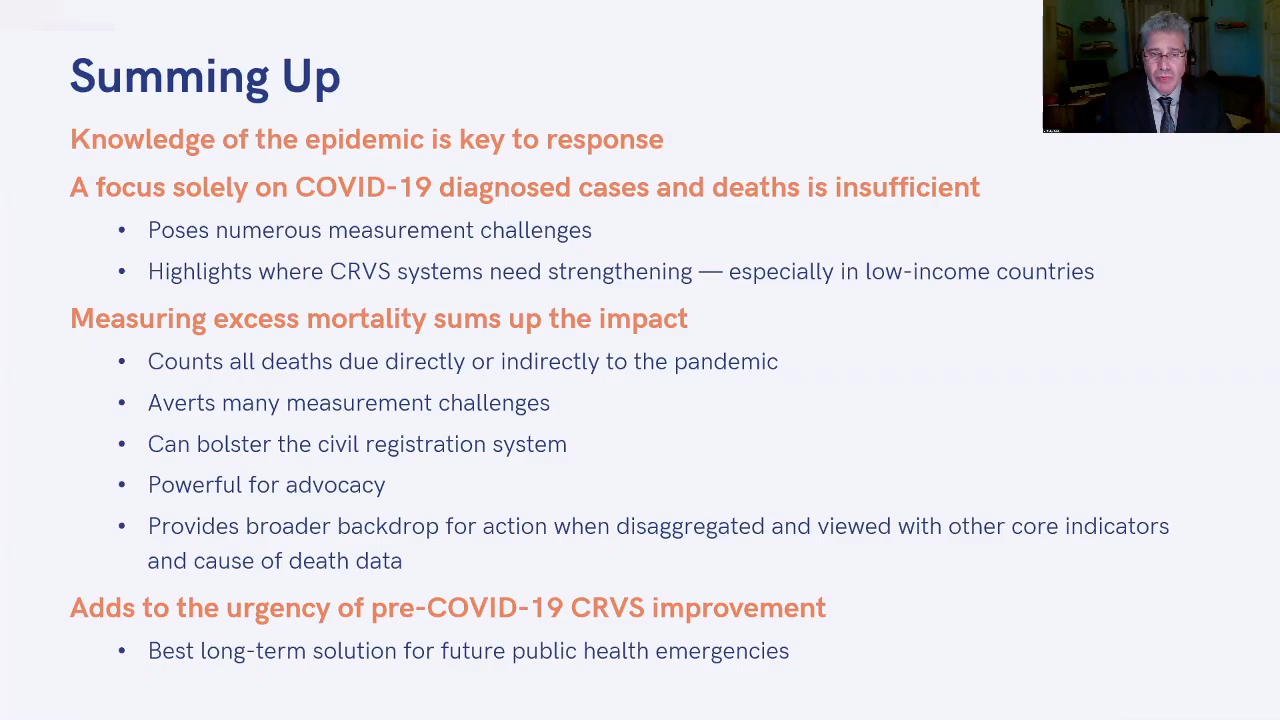 Summing Up
Knowledge of the epidemic is key to response
A focus solely on COVID-19 diagnosed cases and deaths is insufficient
• Poses numerous measurement challenges
• Highlights where CRVS systems need strengthening — especially in low-income countries
Measuring excess mortality sums up the impact
• Counts all deaths due directly or indirectly to the pandemic
• Averts many measurement challenges
• Can bolster the civil registration system
• Powerful for advocacy
• Provides broader backdrop for action when disaggregated and viewed with other core indicators
and cause of death data
Adds to the urgency of pre-COVID-19 CRVS improvement
• Best long-term solution for future public health emergencies